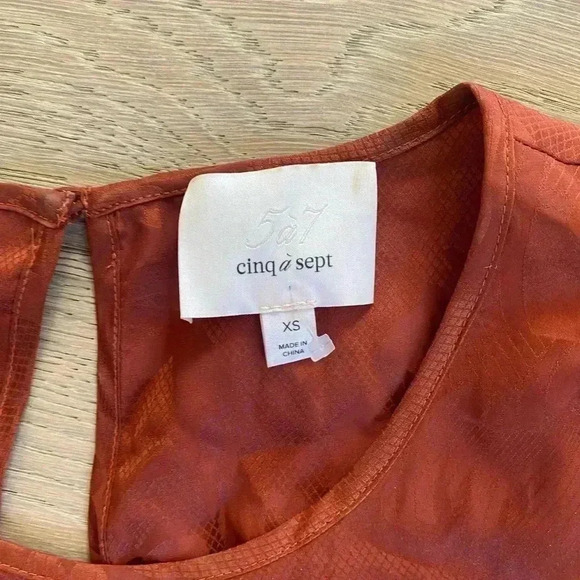 5à7
cinq à sept
XS
MADE IN
CHINA